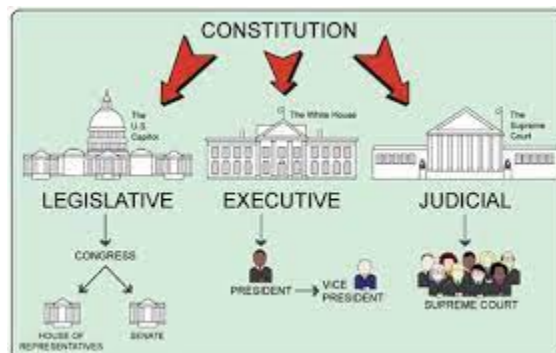 CONSTITUTION
The
U.S.
Capitol
The White House
The
Supreme
Court
LEGISLATIVE
EXECUTIVE
JUDICIAL
CONGRESS
HOUSE OF
REPRESENTATIVES
SENATE
PRESIDENT
VICE
PRESIDENT
SUPREME COURT